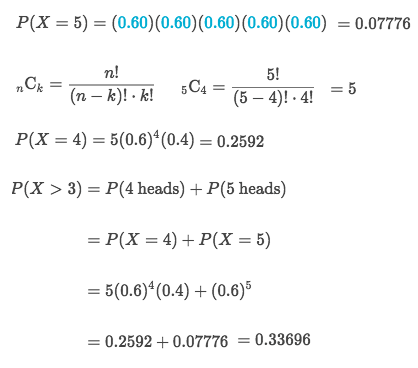 P(X = 5) = (0.60)(0.60)(0.60)(0.60)(0.60) = 0.07776
ₙCₖ = n! / ((n − k)! · k!)   ₅C₄ = 5! / ((5 − 4)! · 4!) = 5
P(X = 4) = 5(0.6)⁴(0.4) = 0.2592
P(X > 3) = P(4 heads) + P(5 heads)
= P(X = 4) + P(X = 5)
= 5(0.6)⁴(0.4) + (0.6)⁵
= 0.2592 + 0.07776 = 0.33696